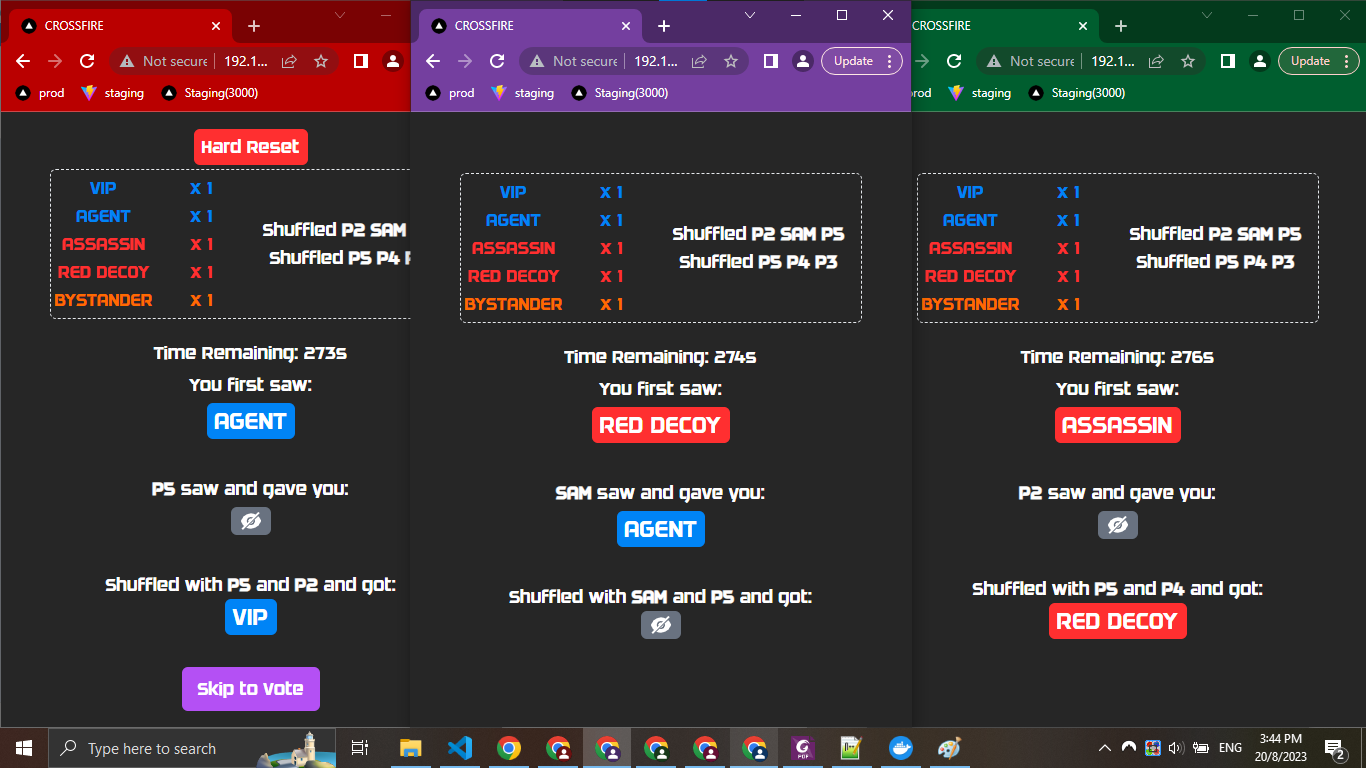 CROSSFIRE
Not secure 192.1...
prod staging Staging(3000)
Hard Reset
VIP X 1
AGENT X 1
ASSASSIN X 1
RED DECOY X 1
BYSTANDER X 1
Shuffled P2 SAM
Shuffled P5 P4 P
Time Remaining: 273s
You first saw:
AGENT
P5 saw and gave you:
Shuffled with P5 and P2 and got:
VIP
Skip to Vote
CROSSFIRE
Not secure 192.1... Update
prod staging Staging(3000)
VIP X 1
AGENT X 1
ASSASSIN X 1
RED DECOY X 1
BYSTANDER X 1
Shuffled P2 SAM P5
Shuffled P5 P4 P3
Time Remaining: 274s
You first saw:
RED DECOY
SAM saw and gave you:
AGENT
Shuffled with SAM and P5 and got:
CROSSFIRE
Not secure 192.1... Update
rod staging Staging(3000)
VIP X 1
AGENT X 1
ASSASSIN X 1
RED DECOY X 1
BYSTANDER X 1
Shuffled P2 SAM P5
Shuffled P5 P4 P3
Time Remaining: 276s
You first saw:
ASSASSIN
P2 saw and gave you:
Shuffled with P5 and P4 and got:
RED DECOY
Type here to search
PDF
ENG
3:44 PM
20/8/2023
2